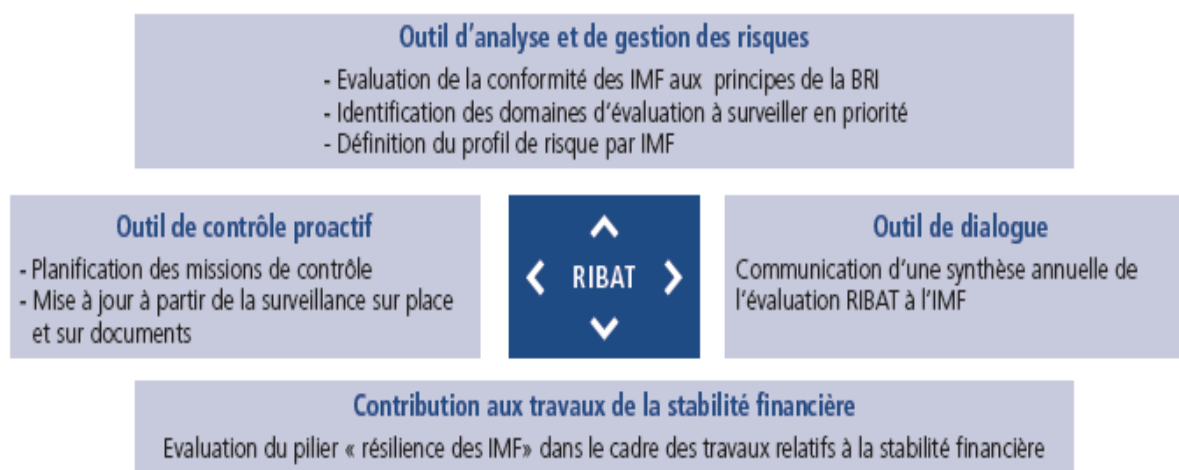 Outil d’analyse et de gestion des risques
- Evaluation de la conformité des IMF aux principes de la BRI
- Identification des domaines d’évaluation à surveiller en priorité
- Définition du profil de risque par IMF
Outil de contrôle proactif
- Planification des missions de contrôle
- Mise à jour à partir de la surveillance sur place
et sur documents
RIBAT
Outil de dialogue
Communication d’une synthèse annuelle de
l’évaluation RIBAT à l’IMF
Contribution aux travaux de la stabilité financière
Evaluation du pilier « résilience des IMF» dans le cadre des travaux relatifs à la stabilité financière